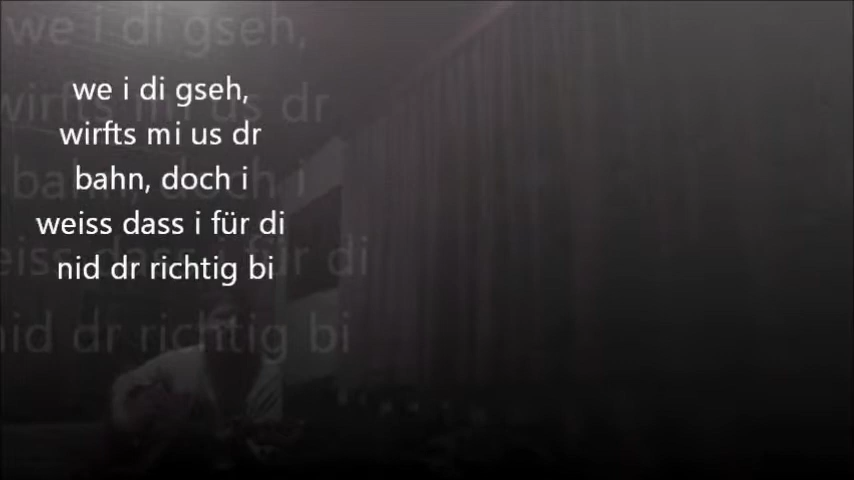 we i di gseh,
wirfts mi us dr
bahn, doch i
weiss dass i für di
nid dr richtig bi